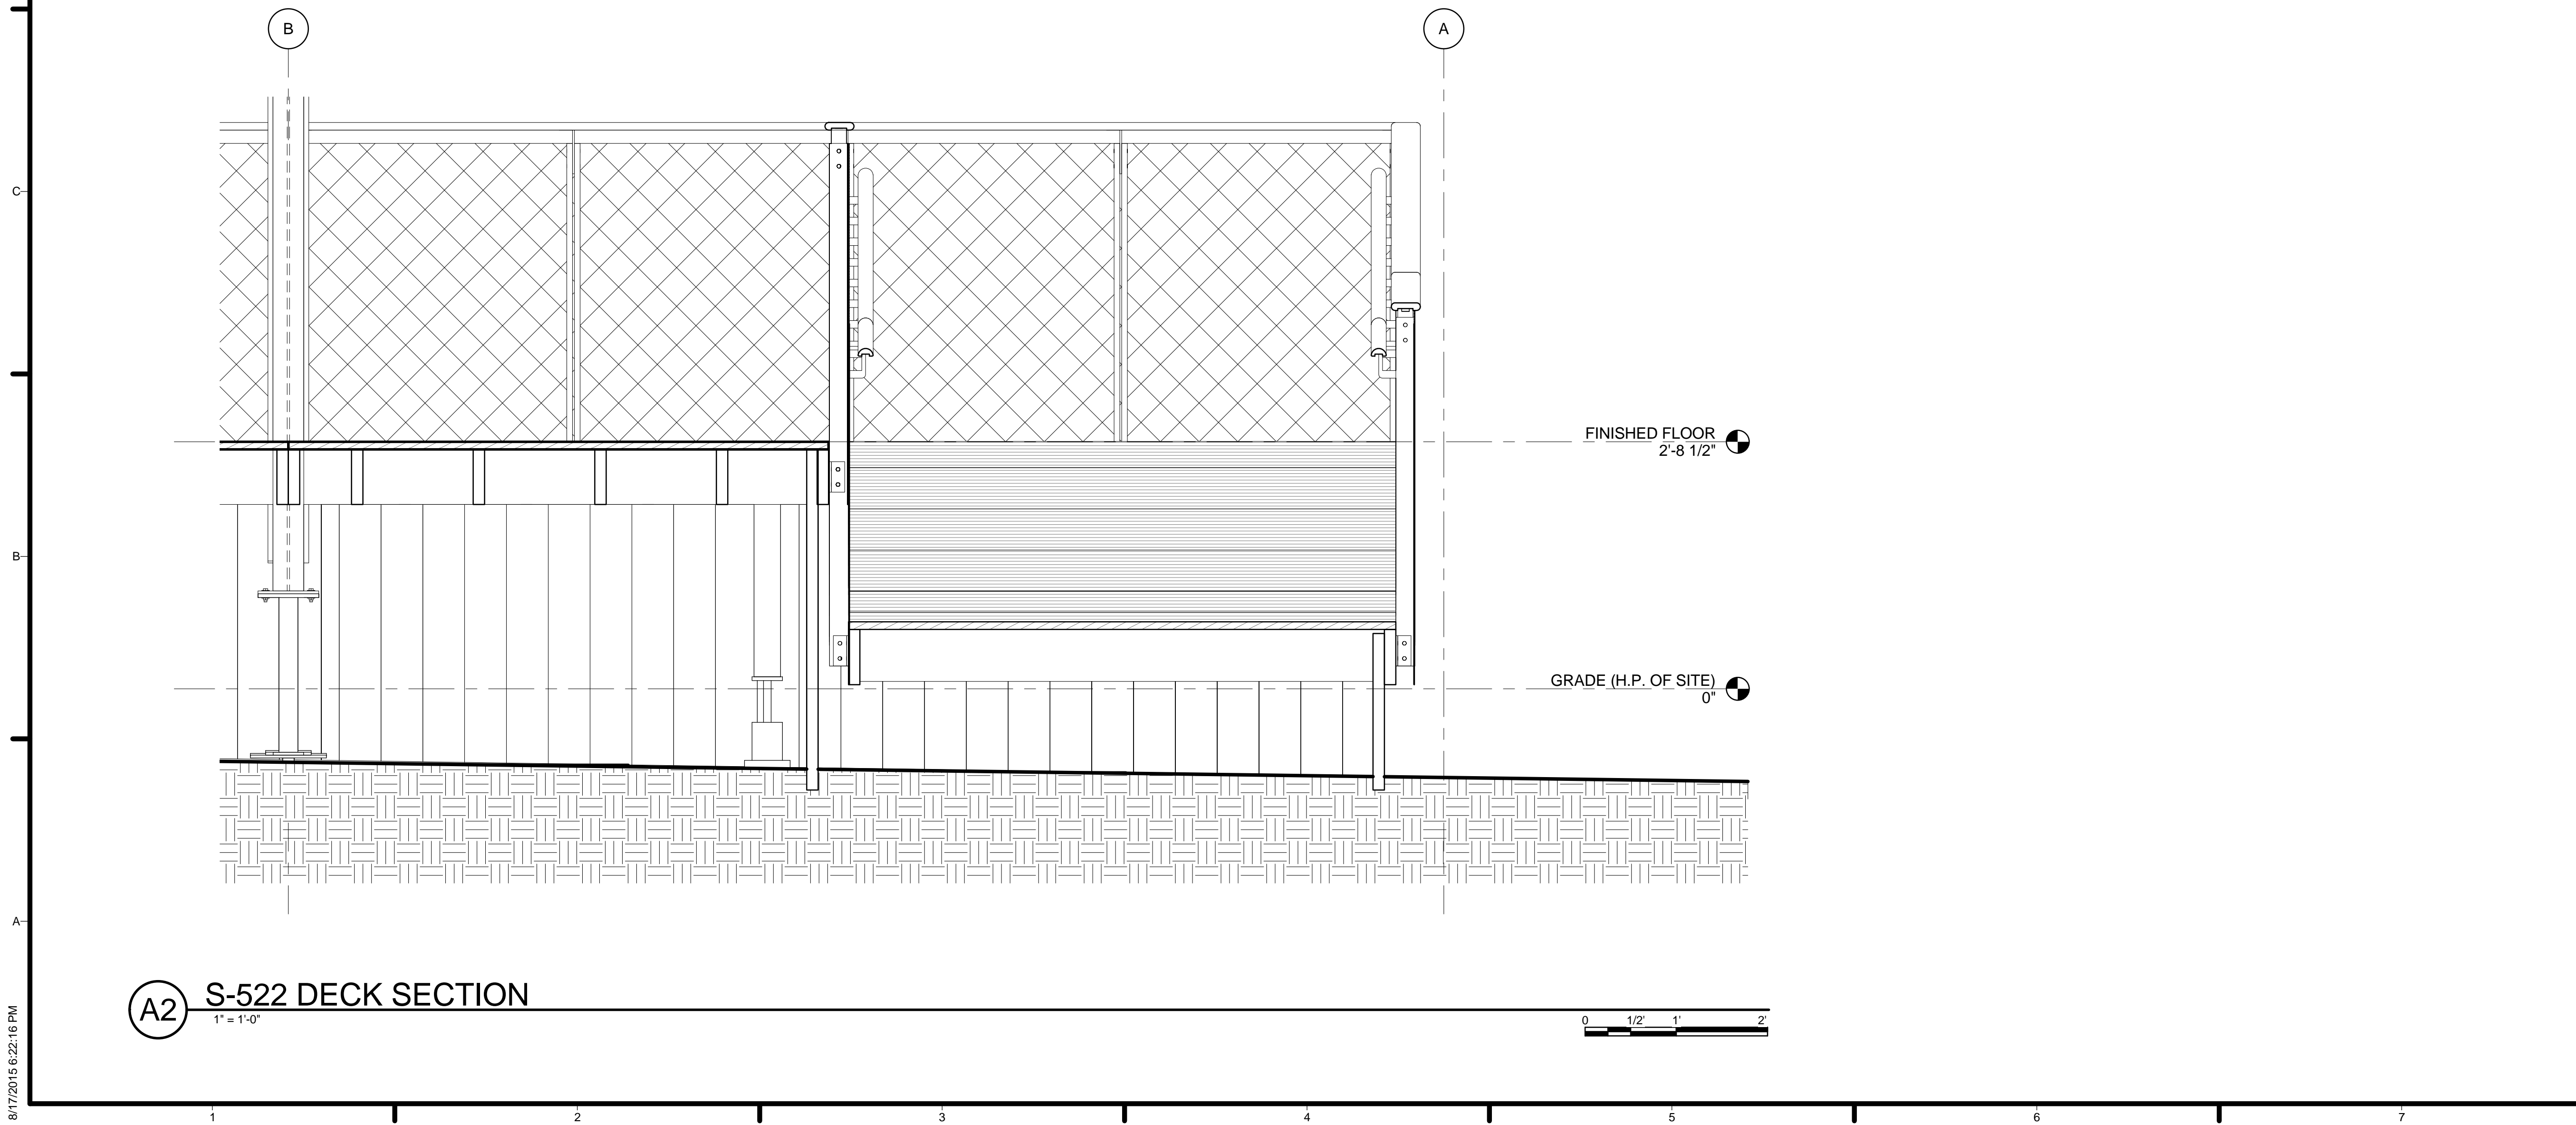 B
A
C
FINISHED FLOOR
2'-8 1/2"
B
GRADE (H.P. OF SITE)
0"
A
A2
S-522 DECK SECTION
1" = 1'-0"
0 1/2' 1' 2'
8/17/2015 6:22:16 PM
1 2 3 4 5 6 7